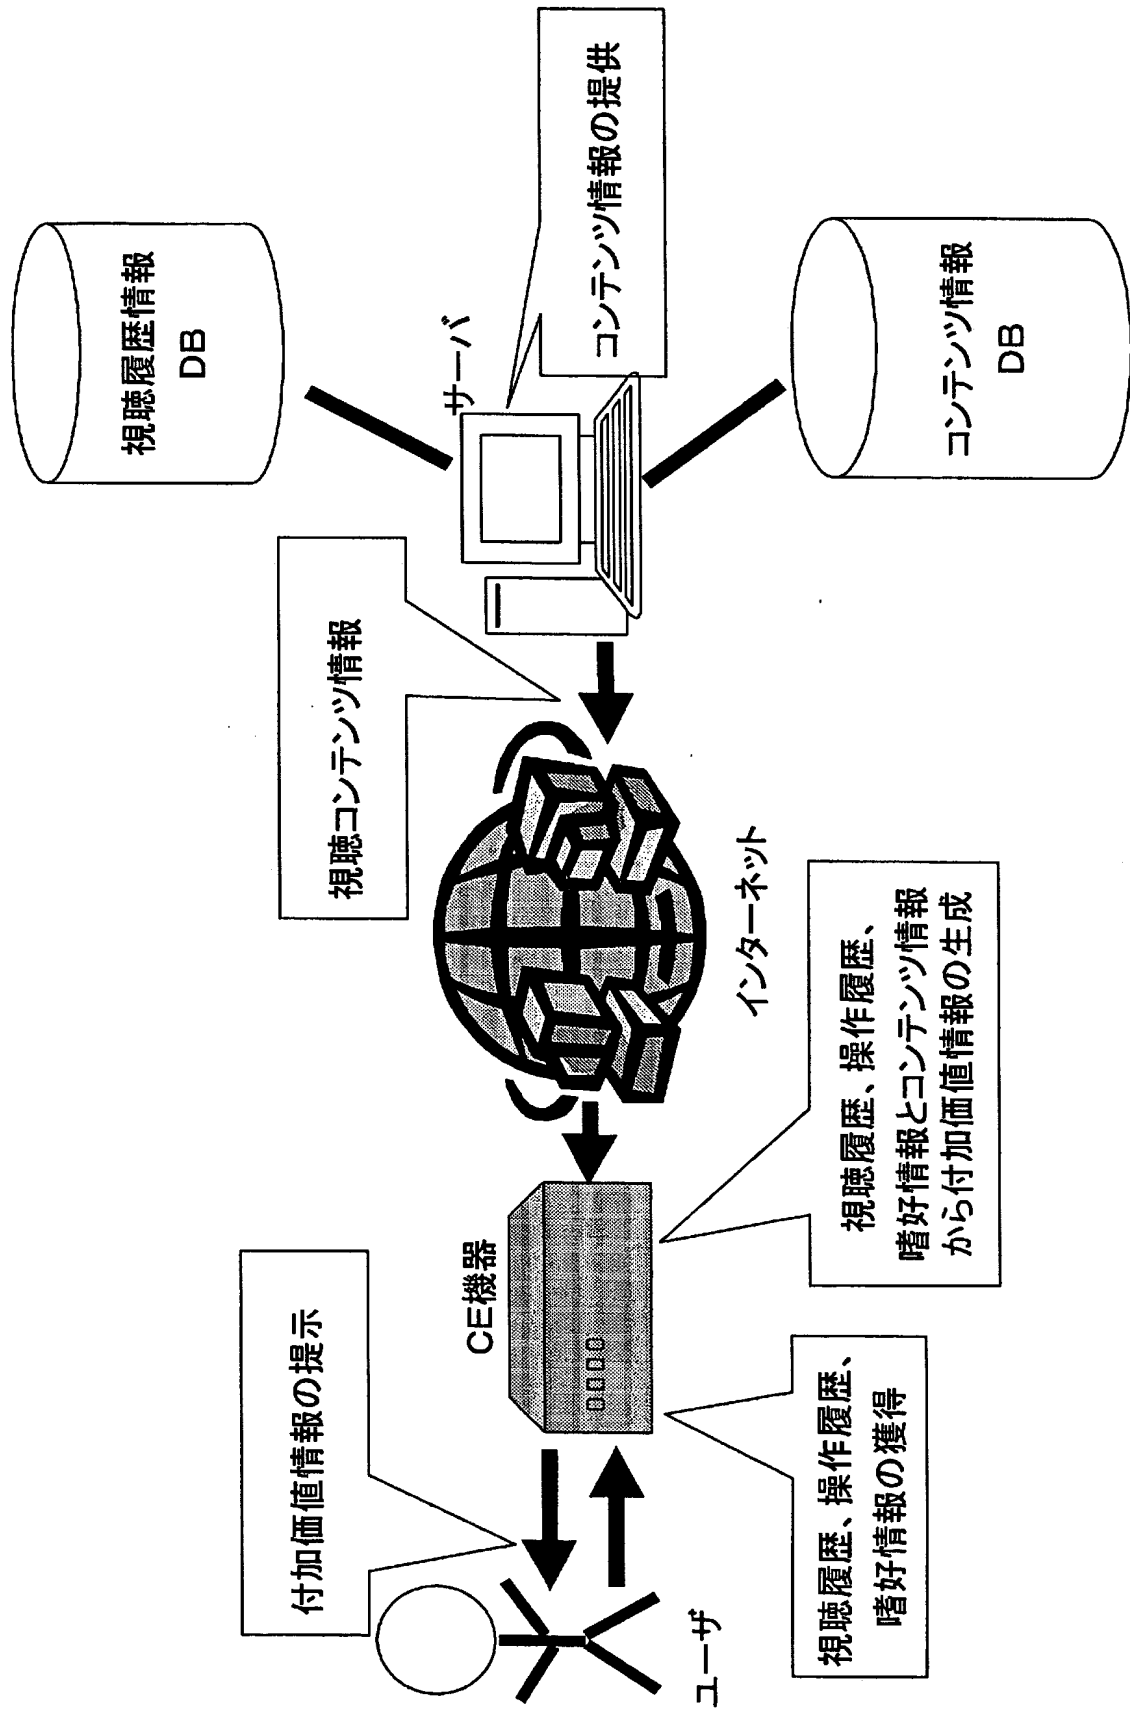 付加価値情報の提示
ユーザ
視聴履歴、操作履歴、
嗜好情報の獲得
CE機器
視聴履歴、操作履歴、
嗜好情報とコンテンツ情報
から付加価値情報の生成
インターネット
視聴コンテンツ情報
サーバ
視聴履歴情報
DB
コンテンツ情報の提供
コンテンツ情報
DB